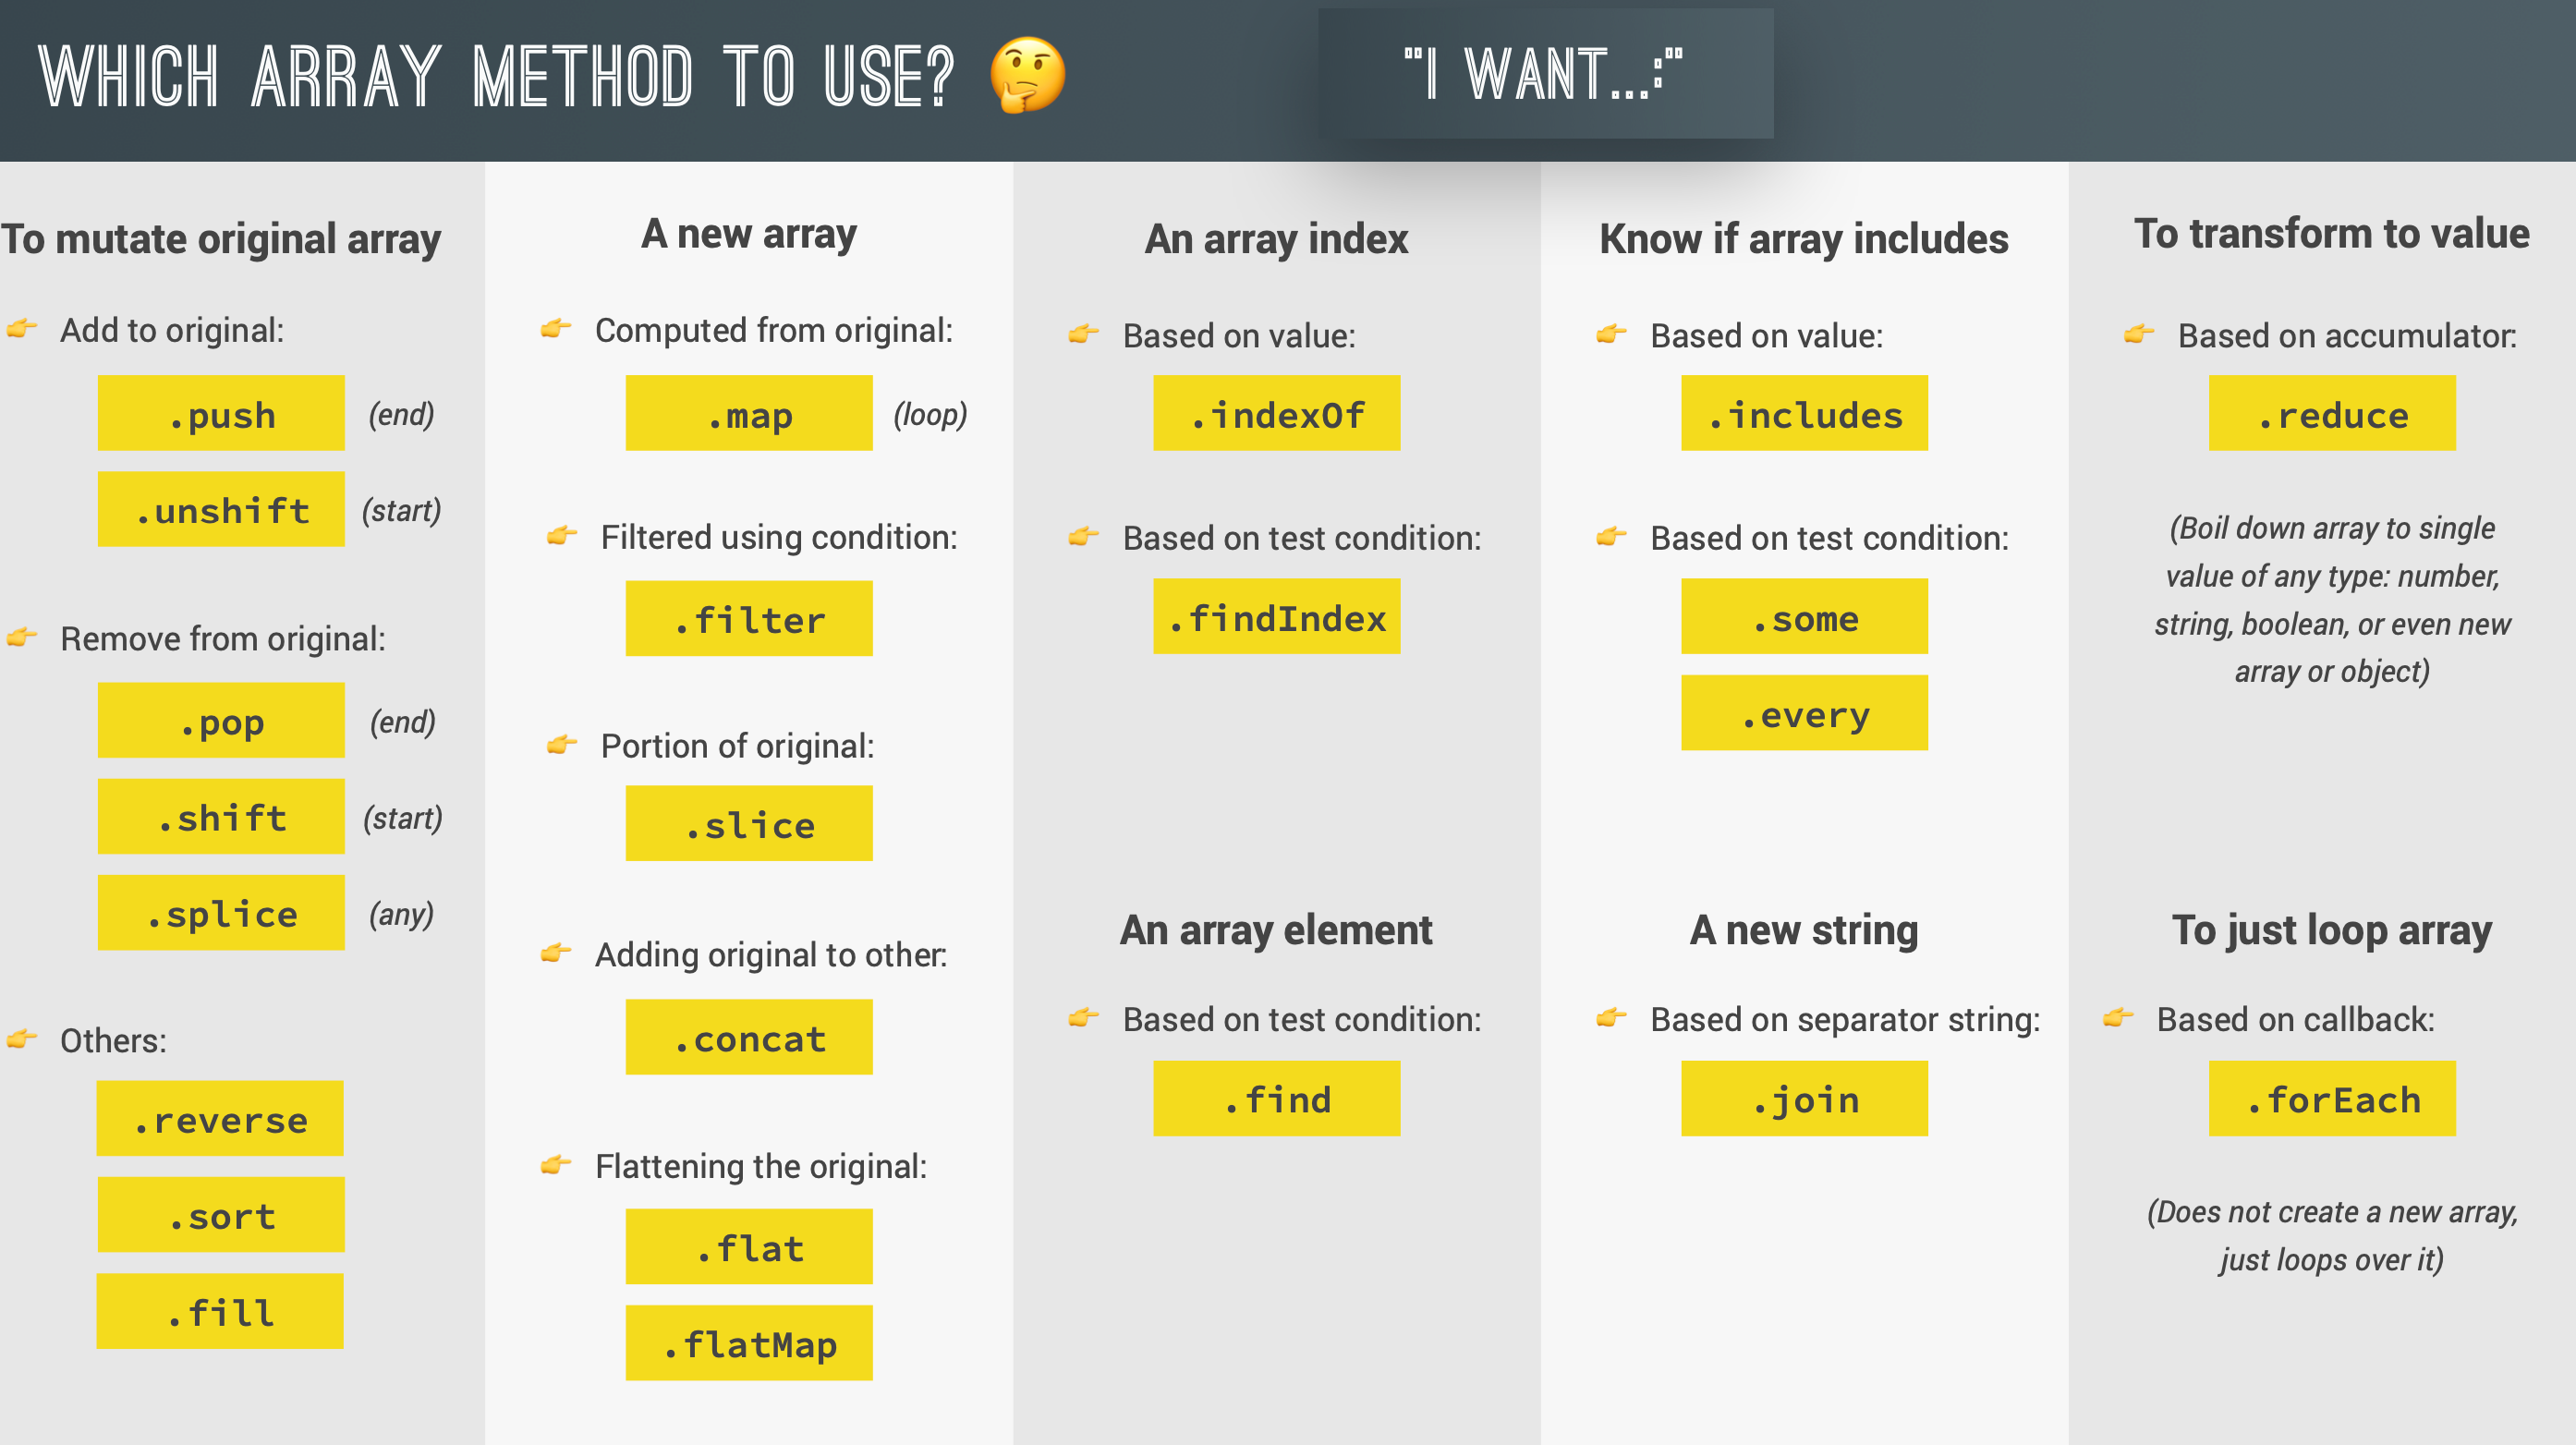 WHICH ARRAY METHOD TO USE? 🤔
"I WANT...:"
To mutate original array
👉 Add to original:
.push (end)
.unshift (start)
👉 Remove from original:
.pop (end)
.shift (start)
.splice (any)
👉 Others:
.reverse
.sort
.fill
A new array
👉 Computed from original:
.map (loop)
👉 Filtered using condition:
.filter
👉 Portion of original:
.slice
👉 Adding original to other:
.concat
👉 Flattening the original:
.flat
.flatMap
An array index
👉 Based on value:
.indexOf
👉 Based on test condition:
.findIndex
An array element
👉 Based on test condition:
.find
Know if array includes
👉 Based on value:
.includes
👉 Based on test condition:
.some
.every
A new string
👉 Based on separator string:
.join
To transform to value
👉 Based on accumulator:
.reduce
(Boil down array to single
value of any type: number,
string, boolean, or even new
array or object)
To just loop array
👉 Based on callback:
.forEach
(Does not create a new array,
just loops over it)